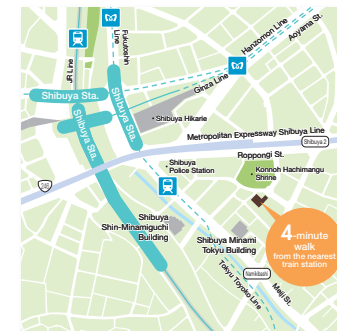 JR Line
Fukutoshin
Line
Hanzomon Line
Aoyama St.
Ginza Line
Shibuya Sta.
Shibuya Sta.
Shibuya Sta.
Shibuya Hikarie
Metropolitan Expressway Shibuya Line
Shibuya 2
Roppongi St.
Shibuya
Police Station
Konnoh Hachimangu
Shrine
246
Shibuya
Shin-Minamiguchi
Building
Shibuya Minami
Tokyu Building
4-minute
walk
from the nearest
train station
Namikibashi
Tokyu Toyoko Line
Meiji St.